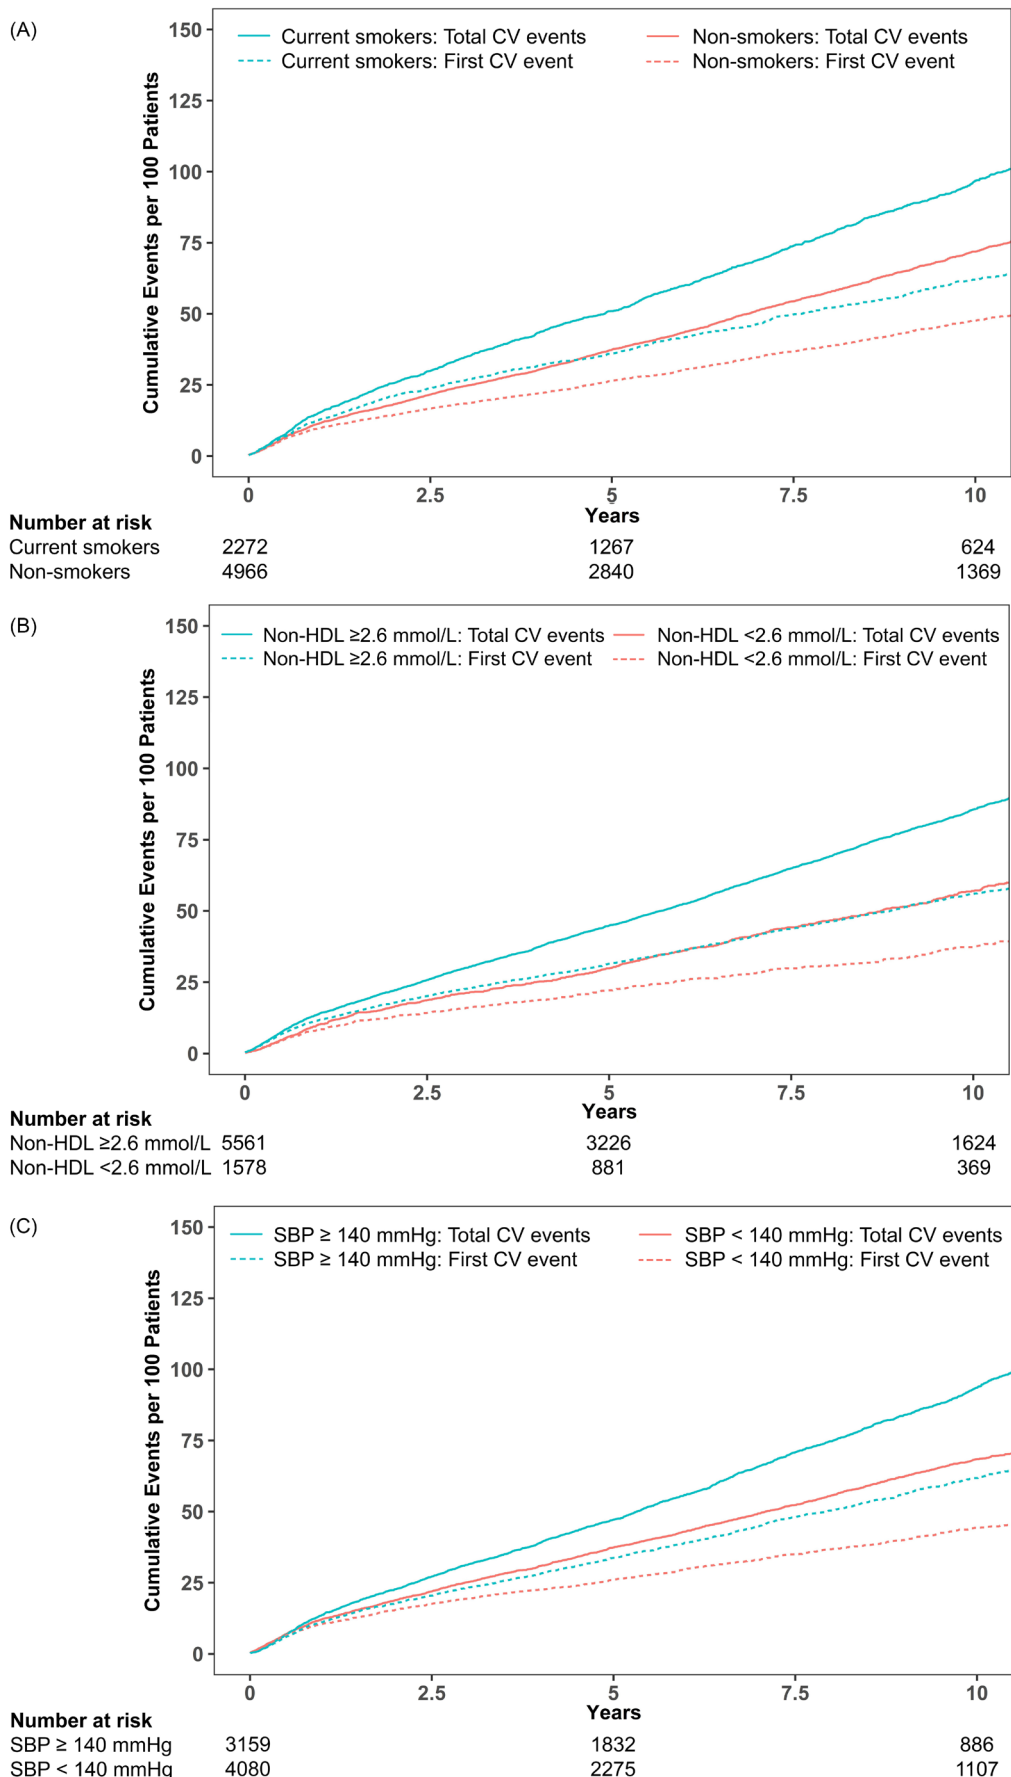 (A)
Current smokers: Total CV events
Non-smokers: Total CV events
Current smokers: First CV event
Non-smokers: First CV event
Cumulative Events per 100 Patients
150
125
100
75
50
25
0
0 2.5 5 7.5 10
Years
Number at risk
Current smokers 2272 1267 624
Non-smokers 4966 2840 1369
(B)
Non-HDL ≥2.6 mmol/L: Total CV events
Non-HDL <2.6 mmol/L: Total CV events
Non-HDL ≥2.6 mmol/L: First CV event
Non-HDL <2.6 mmol/L: First CV event
Cumulative Events per 100 Patients
150
125
100
75
50
25
0
0 2.5 5 7.5 10
Years
Number at risk
Non-HDL ≥2.6 mmol/L 5561 3226 1624
Non-HDL <2.6 mmol/L 1578 881 369
(C)
SBP ≥ 140 mmHg: Total CV events
SBP < 140 mmHg: Total CV events
SBP ≥ 140 mmHg: First CV event
SBP < 140 mmHg: First CV event
Cumulative Events per 100 Patients
150
125
100
75
50
25
0
0 2.5 5 7.5 10
Years
Number at risk
SBP ≥ 140 mmHg 3159 1832 886
SBP < 140 mmHg 4080 2275 1107